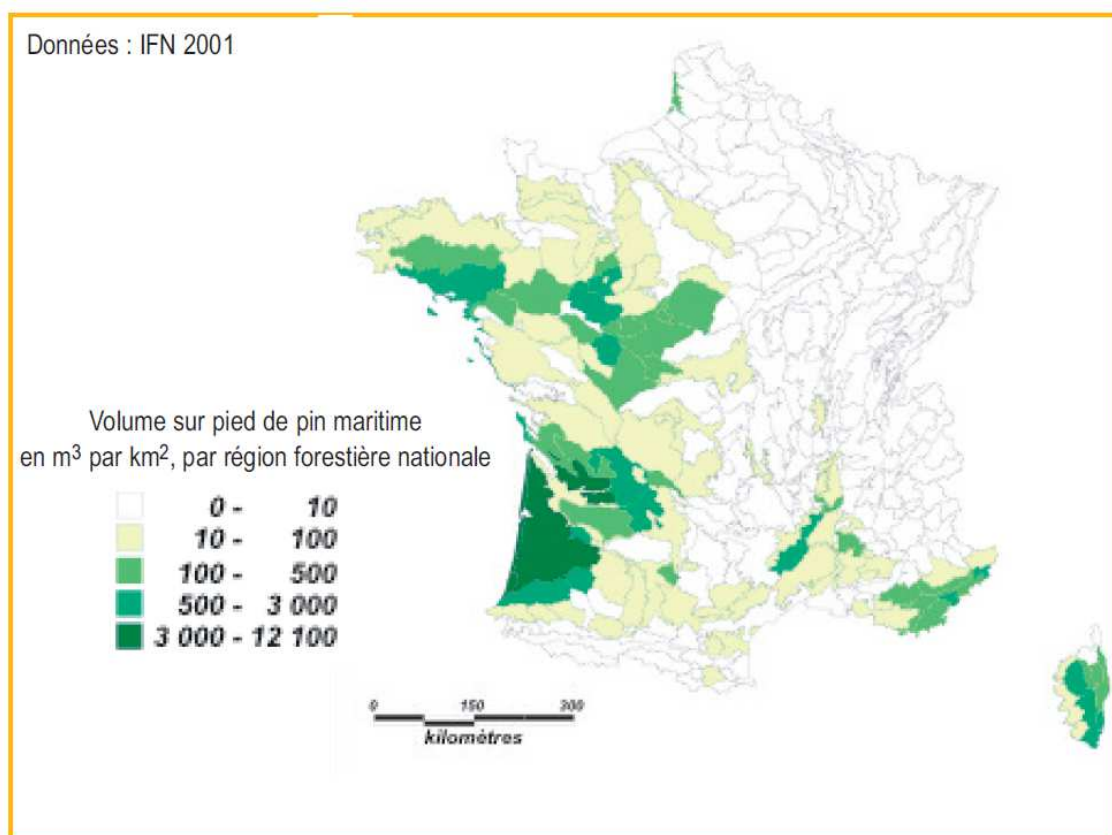 Données : IFN 2001
Volume sur pied de pin maritime
en m³ par km², par région forestière nationale
0 - 10
10 - 100
100 - 500
500 - 3 000
3 000 - 12 100
0 150 300
kilomètres